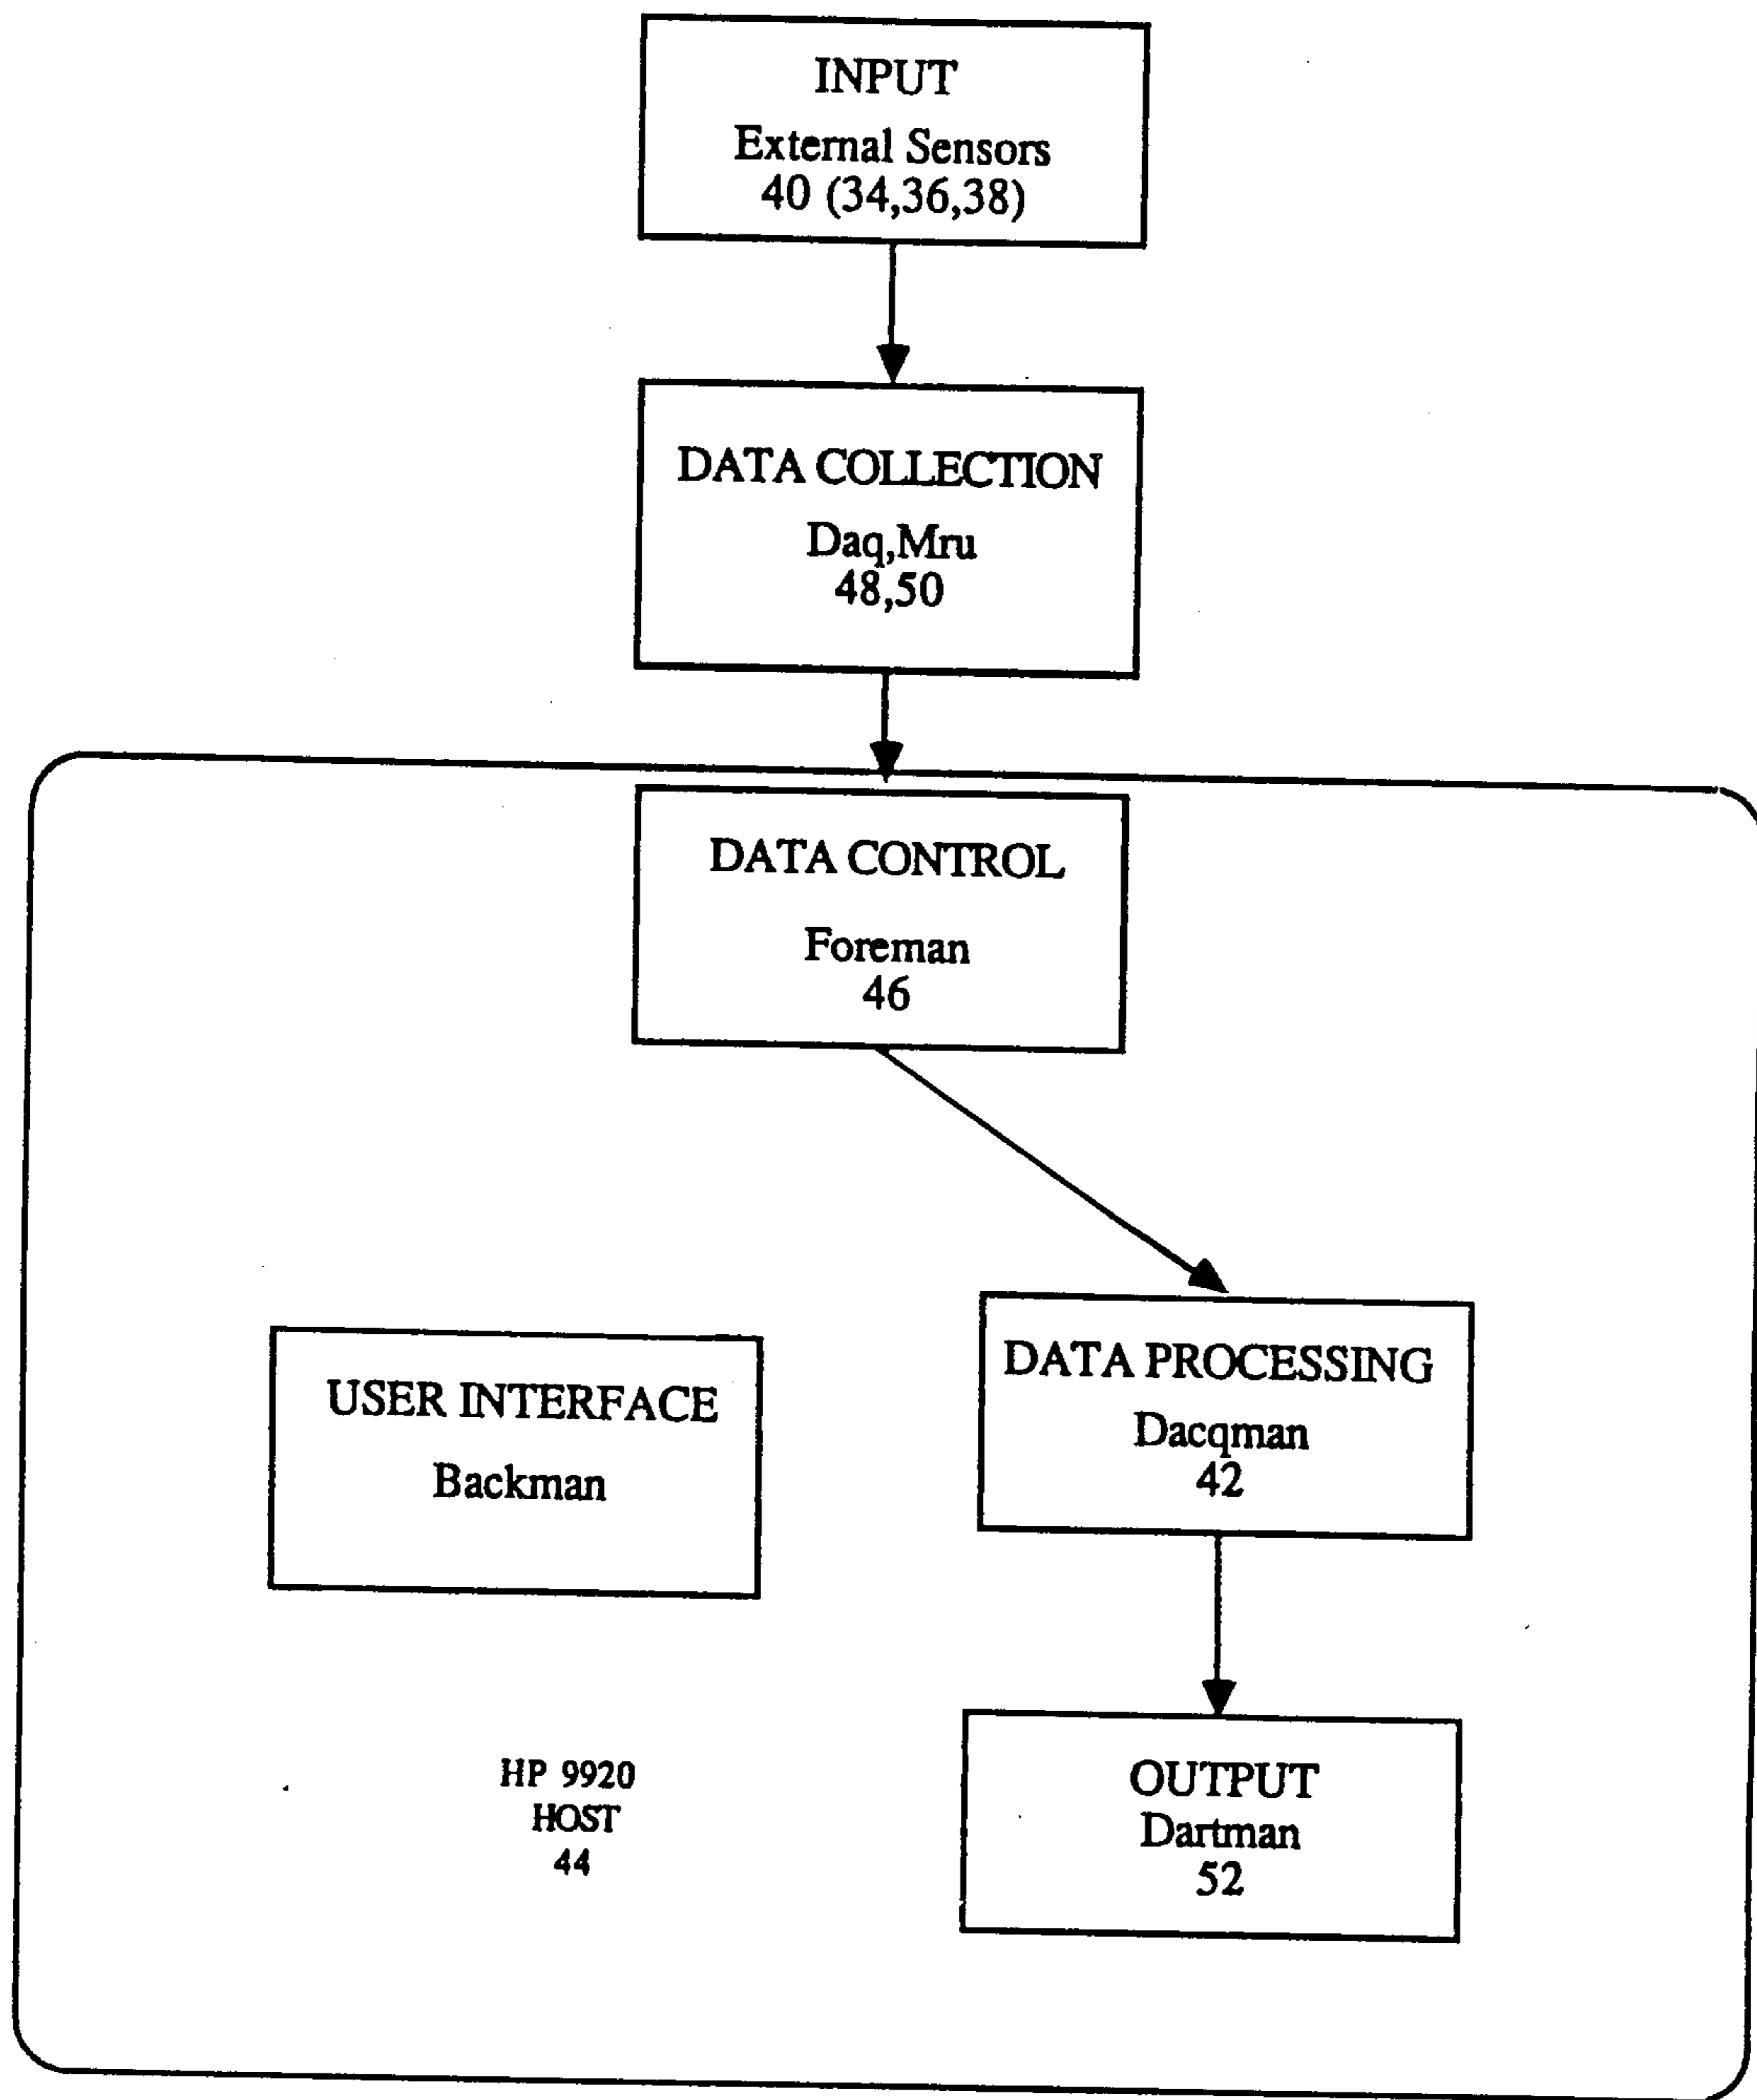 INPUT
External Sensors
40 (34,36,38)
DATA COLLECTION
Daq,Mru
48,50
DATA CONTROL
Foreman
46
USER INTERFACE
Backman
DATA PROCESSING
Dacqman
42
HP 9920
HOST
44
OUTPUT
Dartman
52